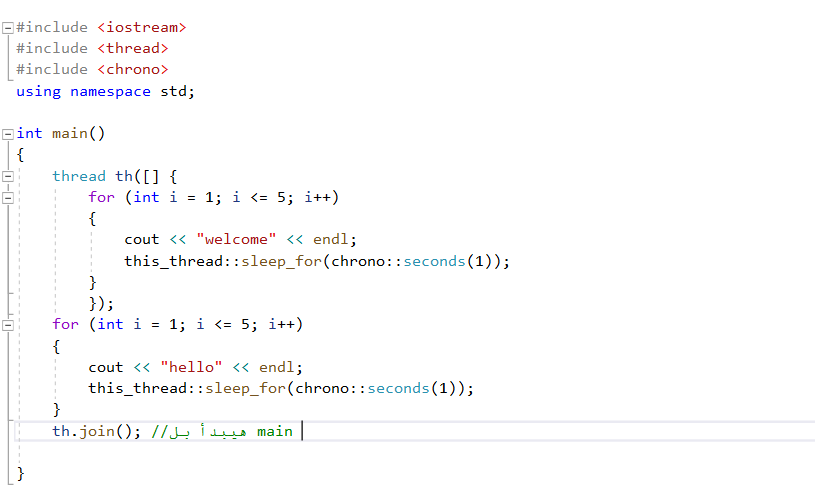 #include <iostream>
#include <thread>
#include <chrono>
using namespace std;
int main()
{
thread th([] {
for (int i = 1; i <= 5; i++)
{
cout << "welcome" << endl;
this_thread::sleep_for(chrono::seconds(1));
}
});
for (int i = 1; i <= 5; i++)
{
cout << "hello" << endl;
this_thread::sleep_for(chrono::seconds(1));
}
th.join(); //هيبدأ بل main
}